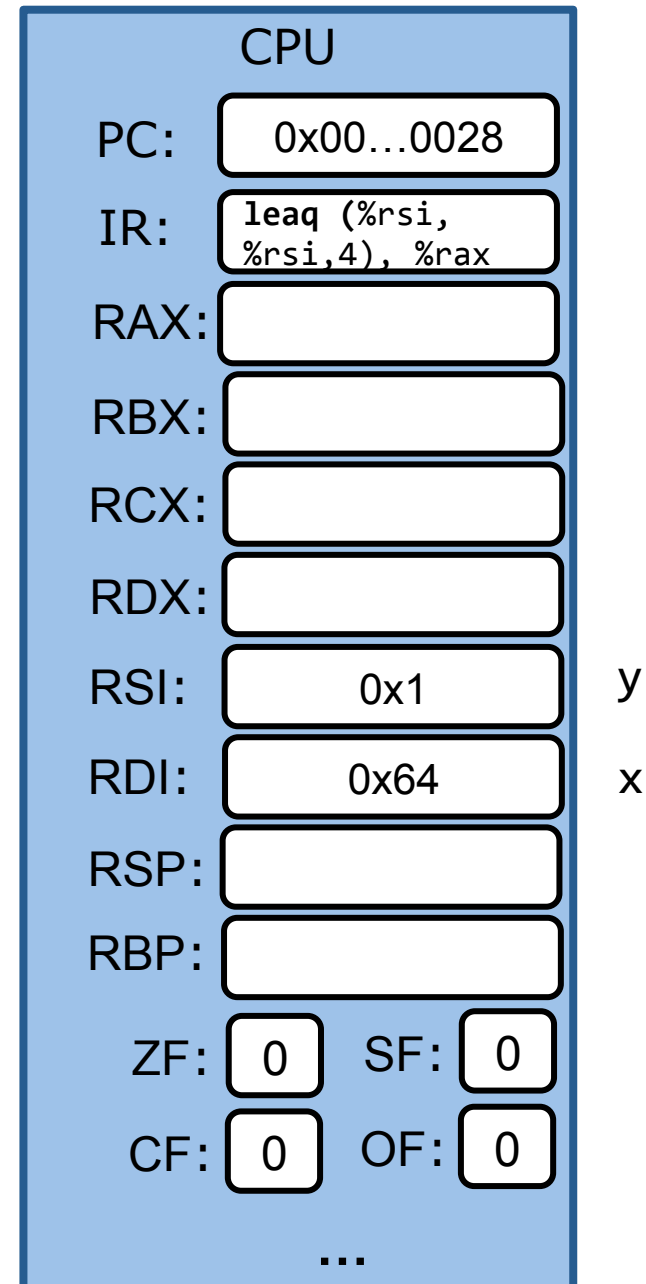 CPU
PC: 0x00...0028
IR: leaq (%rsi,
%rsi,4), %rax
RAX:
RBX:
RCX:
RDX:
RSI: 0x1 y
RDI: 0x64 x
RSP:
RBP:
ZF: 0 SF: 0
CF: 0 OF: 0
...